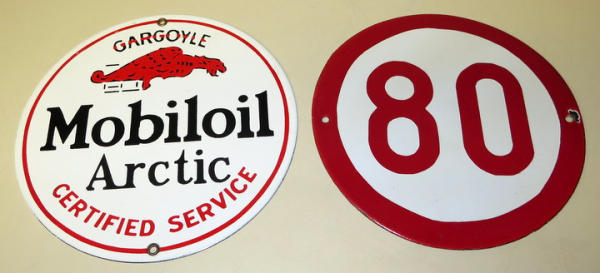 GARGOYLE
Mobiloil
Arctic
CERTIFIED SERVICE
80